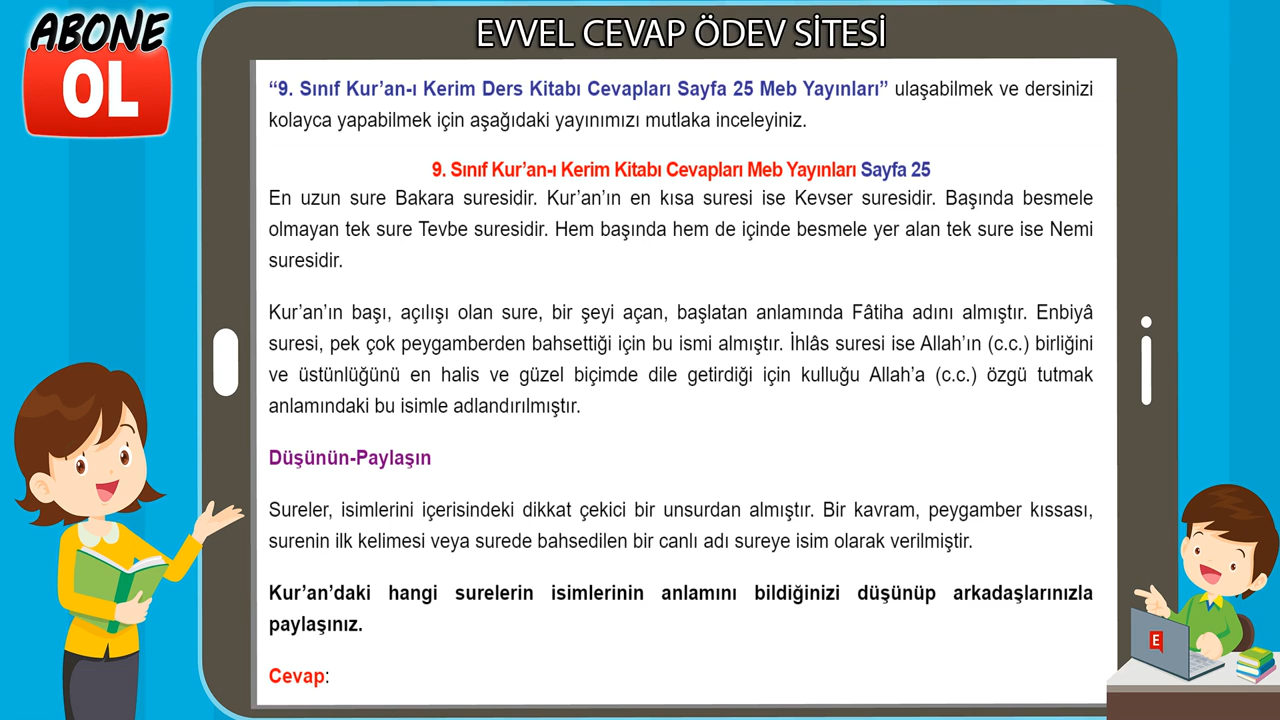 ABONE
OL
EVVEL CEVAP ÖDEV SİTESİ
“9. Sınıf Kur’an-ı Kerim Ders Kitabı Cevapları Sayfa 25 Meb Yayınları” ulaşabilmek ve dersinizi
kolayca yapabilmek için aşağıdaki yayınımızı mutlaka inceleyiniz.
9. Sınıf Kur’an-ı Kerim Kitabı Cevapları Meb Yayınları Sayfa 25
En uzun sure Bakara suresidir. Kur’an’ın en kısa suresi ise Kevser suresidir. Başında besmele
olmayan tek sure Tevbe suresidir. Hem başında hem de içinde besmele yer alan tek sure ise Nemi
suresidir.
Kur’an’ın başı, açılışı olan sure, bir şeyi açan, başlatan anlamında Fâtiha adını almıştır. Enbiyâ
suresi, pek çok peygamberden bahsettiği için bu ismi almıştır. İhlâs suresi ise Allah’ın (c.c.) birliğini
ve üstünlüğünü en halis ve güzel biçimde dile getirdiği için kulluğu Allah’a (c.c.) özgü tutmak
anlamındaki bu isimle adlandırılmıştır.
Düşünün-Paylaşın
Sureler, isimlerini içerisindeki dikkat çekici bir unsurdan almıştır. Bir kavram, peygamber kıssası,
surenin ilk kelimesi veya surede bahsedilen bir canlı adı sureye isim olarak verilmiştir.
Kur’an’daki hangi surelerin isimlerinin anlamını bildiğinizi düşünüp arkadaşlarınızla
paylaşınız.
Cevap:
E